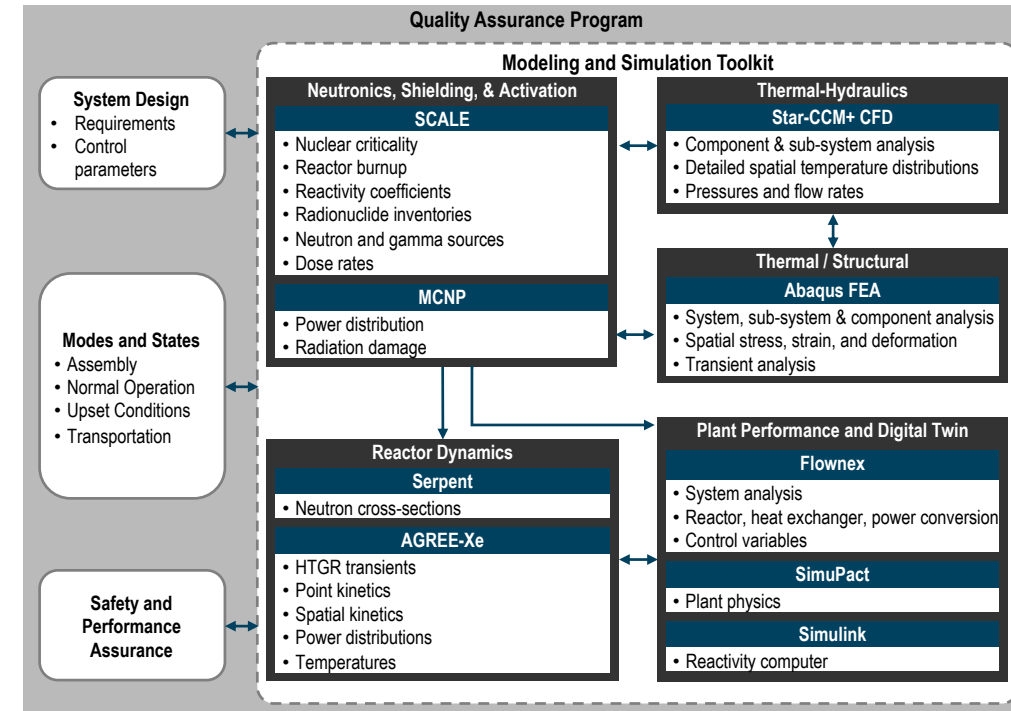 Quality Assurance Program
System Design
• Requirements
• Control
parameters
Modes and States
• Assembly
• Normal Operation
• Upset Conditions
• Transportation
Safety and
Performance
Assurance
Modeling and Simulation Toolkit
Neutronics, Shielding, & Activation
SCALE
• Nuclear criticality
• Reactor burnup
• Reactivity coefficients
• Radionuclide inventories
• Neutron and gamma sources
• Dose rates
MCNP
• Power distribution
• Radiation damage
Thermal-Hydraulics
Star-CCM+ CFD
• Component & sub-system analysis
• Detailed spatial temperature distributions
• Pressures and flow rates
Thermal / Structural
Abaqus FEA
• System, sub-system & component analysis
• Spatial stress, strain, and deformation
• Transient analysis
Reactor Dynamics
Serpent
• Neutron cross-sections
AGREE-Xe
• HTGR transients
• Point kinetics
• Spatial kinetics
• Power distributions
• Temperatures
Plant Performance and Digital Twin
Flownex
• System analysis
• Reactor, heat exchanger, power conversion
• Control variables
SimuPact
• Plant physics
Simulink
• Reactivity computer